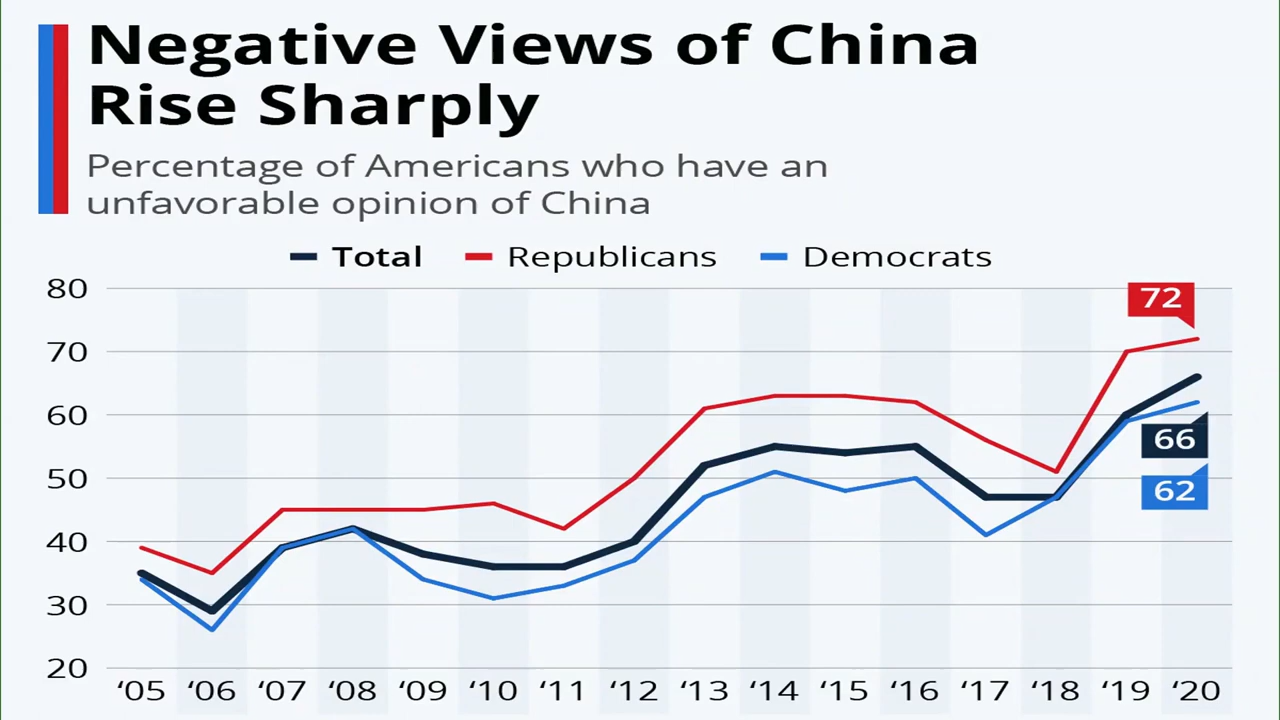 Negative Views of China
Rise Sharply
Percentage of Americans who have an
unfavorable opinion of China
Total Republicans Democrats
80
70
60
50
40
30
20
72
66
62
‘05 ‘06 ‘07 ‘08 ‘09 ‘10 ‘11 ‘12 ‘13 ‘14 ‘15 ‘16 ‘17 ‘18 ‘19 ‘20